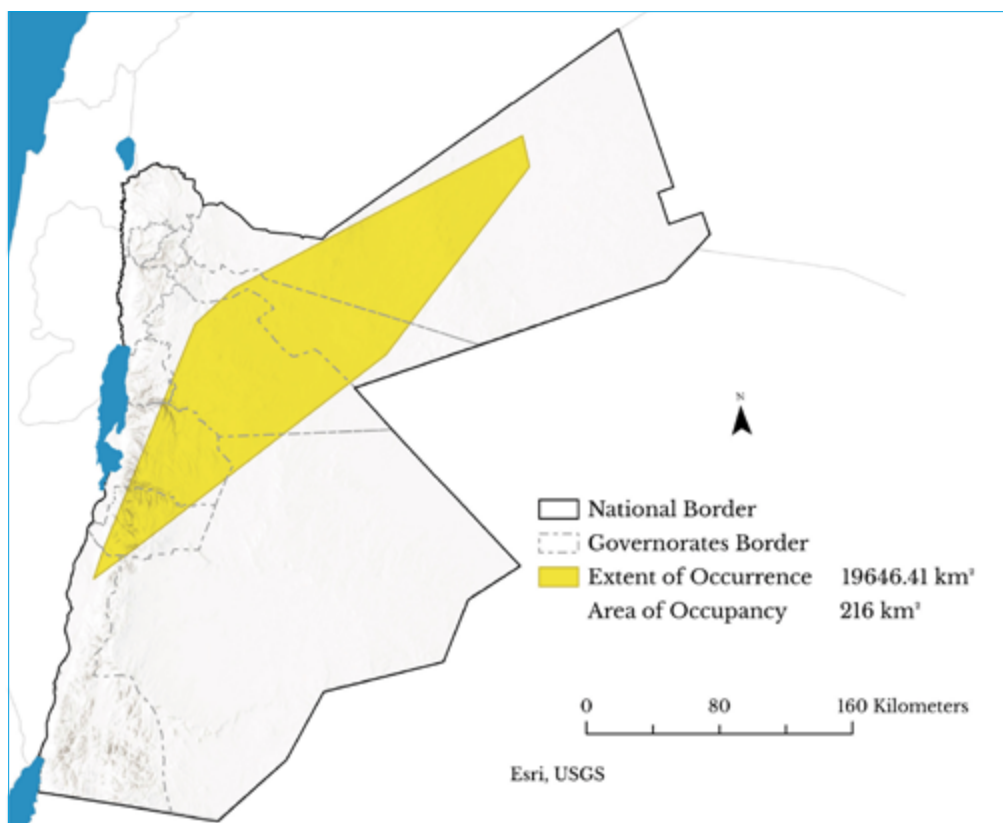 N
National Border
Governorates Border
Extent of Occurrence 19646.41 km²
Area of Occupancy 216 km²
0 80 160 Kilometers
Esri, USGS